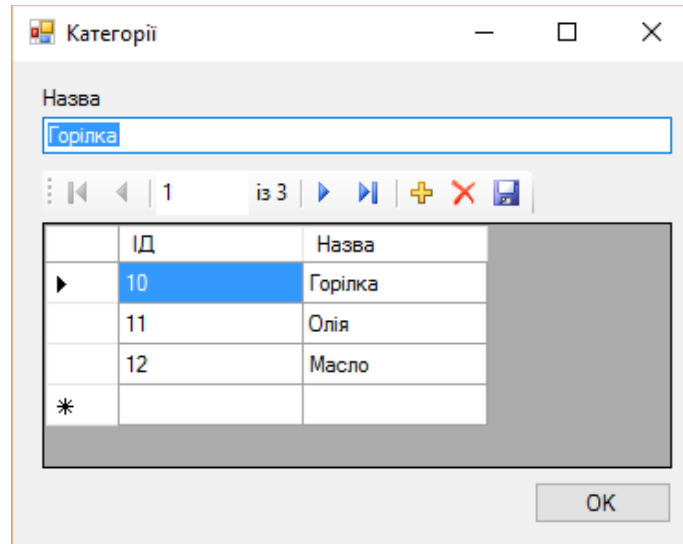 Категорії
Назва
Горілка
1 із 3
ІД Назва
10 Горілка
11 Олія
12 Масло
OK